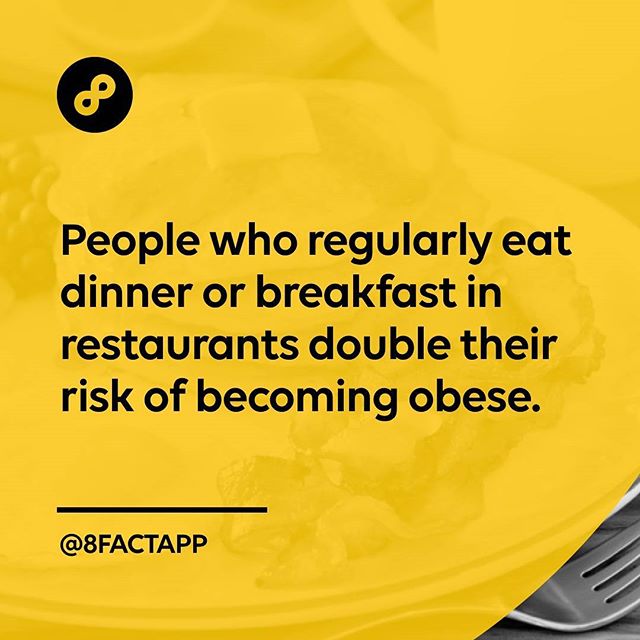 People who regularly eat
dinner or breakfast in
restaurants double their
risk of becoming obese.
@8FACTAPP